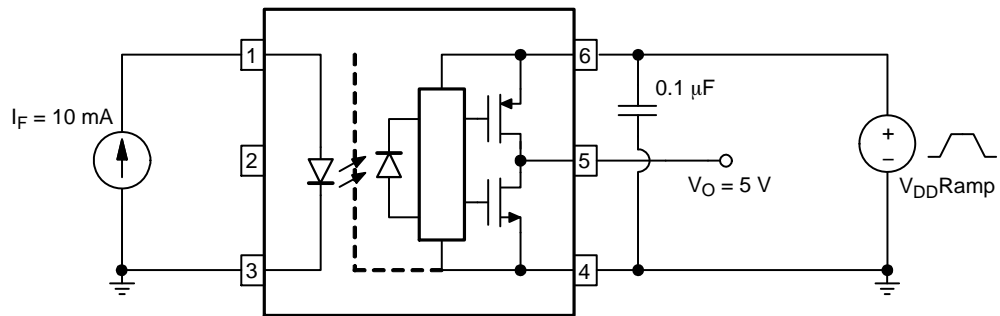 1
6
0.1 μF
I_F = 10 mA
+
2
5
–
V_O = 5 V
V_DD Ramp
3
4